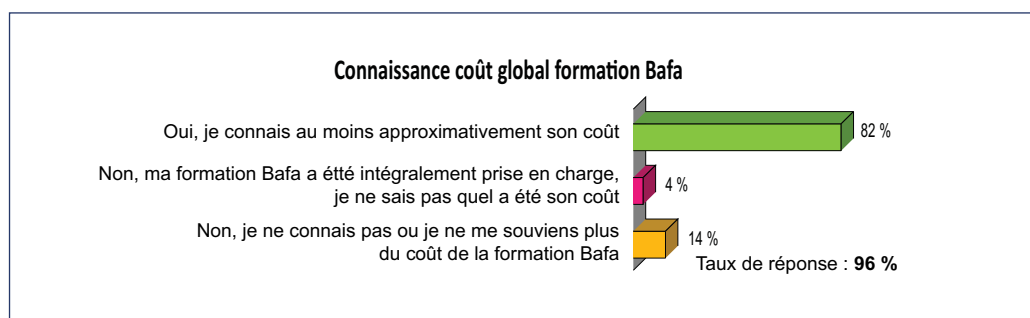 Connaissance coût global formation Bafa
Oui, je connais au moins approximativement son coût
82 %
Non, ma formation Bafa a étté intégralement prise en charge,
je ne sais pas quel a été son coût
4 %
Non, je ne connais pas ou je ne me souviens plus
du coût de la formation Bafa
14 %
Taux de réponse : 96 %